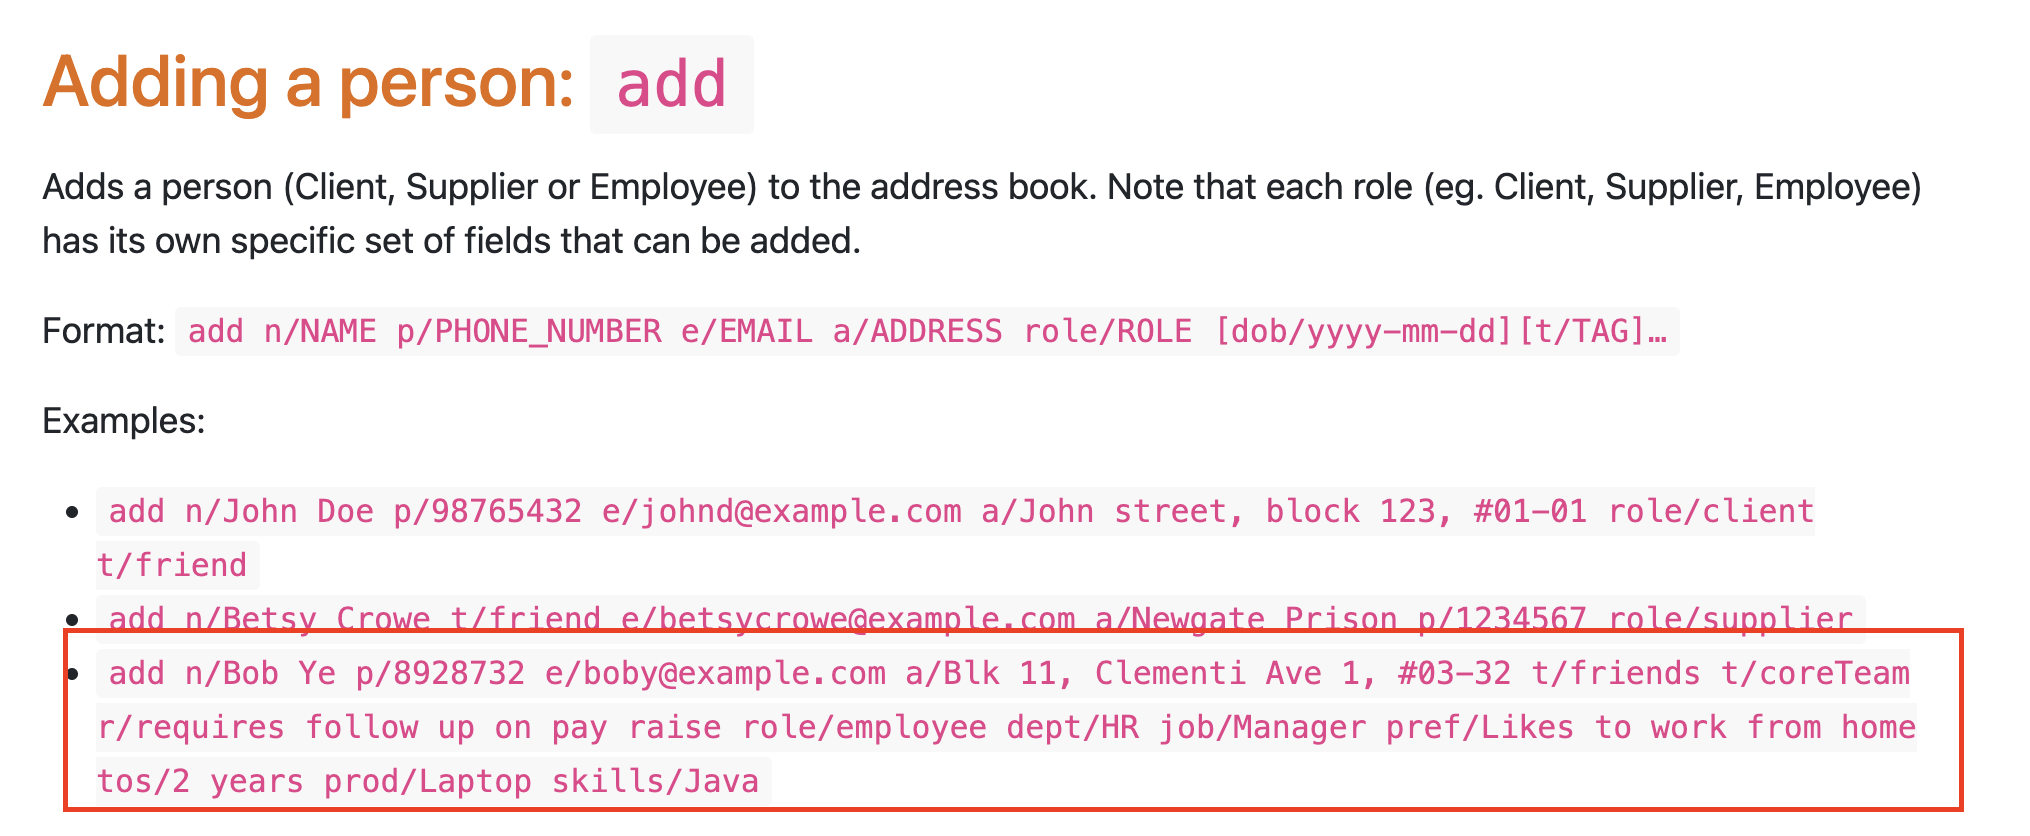 Adding a person: add
Adds a person (Client, Supplier or Employee) to the address book. Note that each role (eg. Client, Supplier, Employee)
has its own specific set of fields that can be added.
Format: add n/NAME p/PHONE_NUMBER e/EMAIL a/ADDRESS role/ROLE [dob/yyyy-mm-dd][t/TAG]…
Examples:
• add n/John Doe p/98765432 e/johnd@example.com a/John street, block 123, #01-01 role/client
t/friend
• add n/Betsy Crowe t/friend e/betsycrowe@example.com a/Newgate Prison p/1234567 role/supplier
• add n/Bob Ye p/8928732 e/boby@example.com a/Blk 11, Clementi Ave 1, #03-32 t/friends t/coreTeam
r/requires follow up on pay raise role/employee dept/HR job/Manager pref/Likes to work from home
tos/2 years prod/Laptop skills/Java